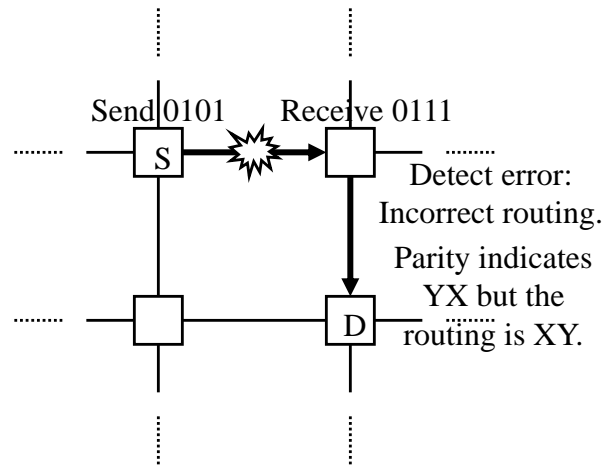 Send 0101
Receive 0111
S
Detect error:
Incorrect routing.
Parity indicates
YX but the
routing is XY.
D